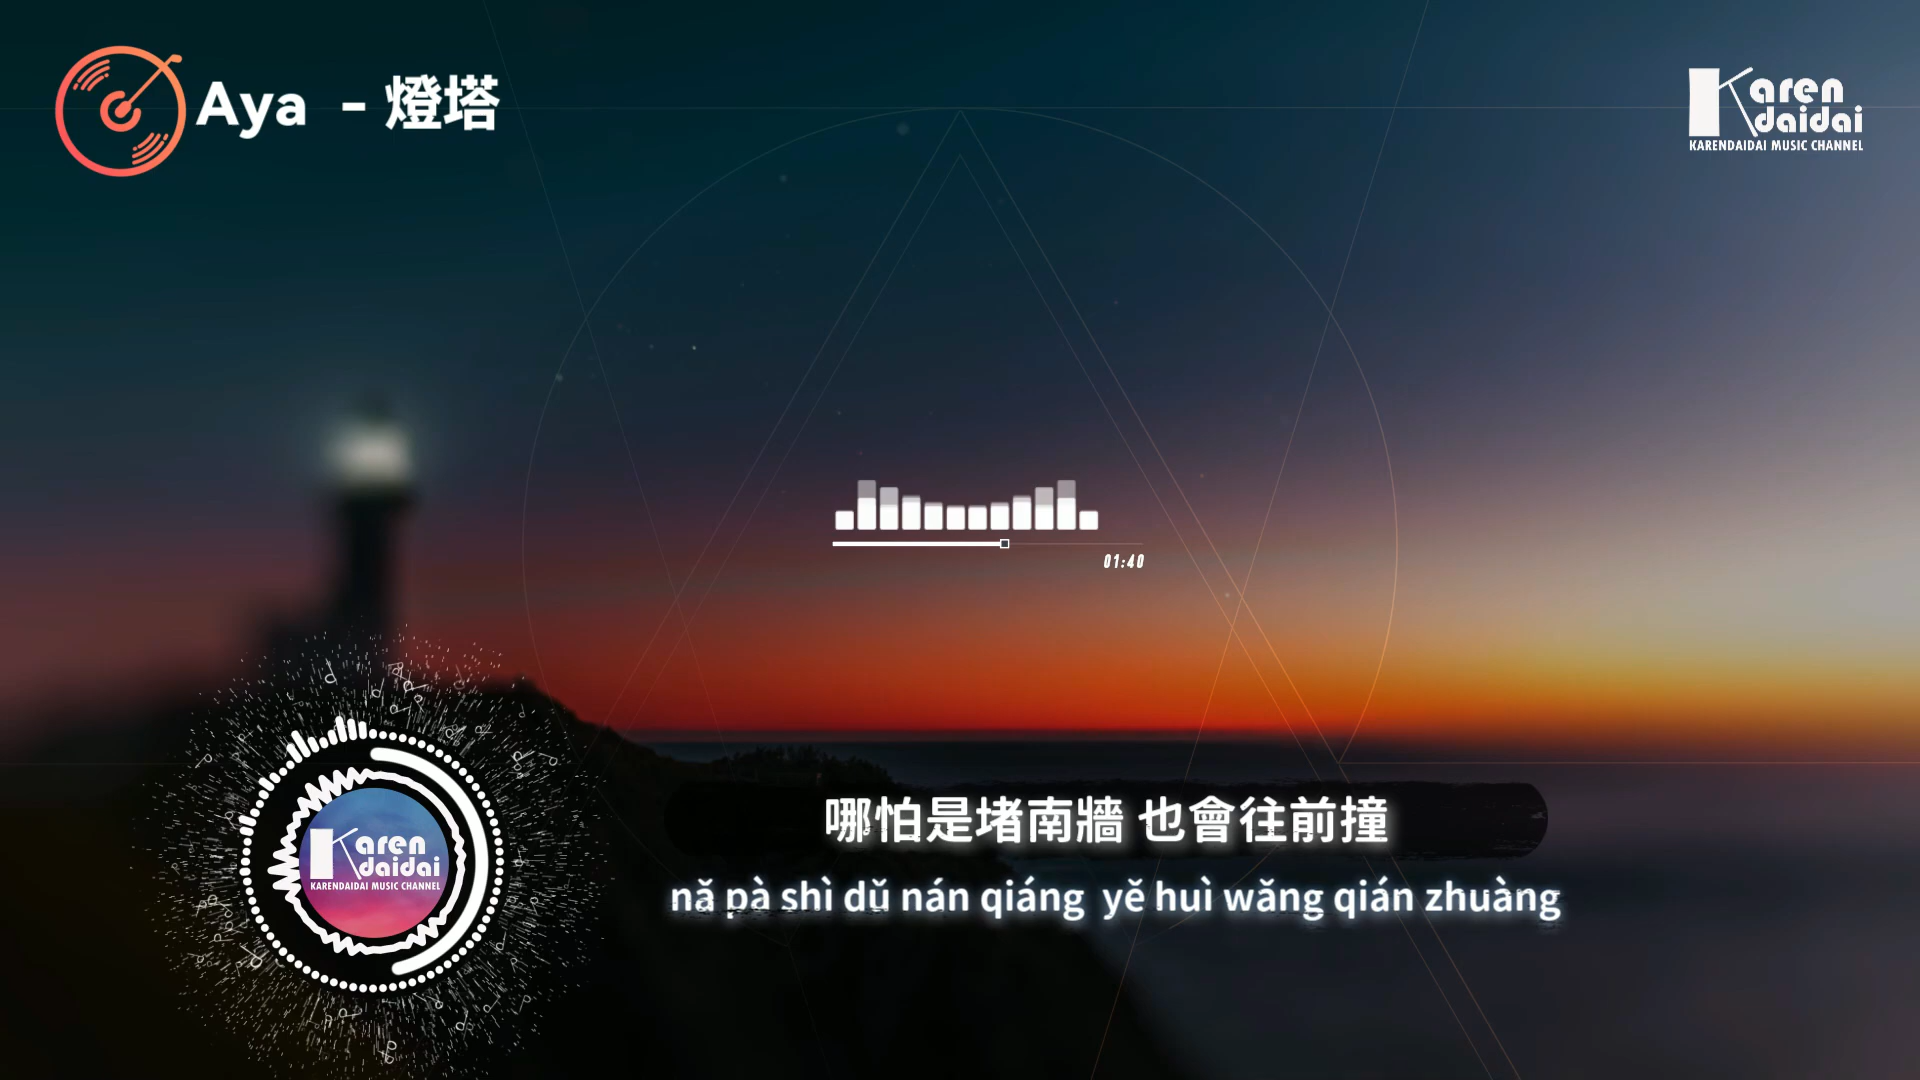 Aya - 燈塔
Karen
daidai
KARENDAIDAI MUSIC CHANNEL
01:40
哪怕是堵南牆 也會往前撞
nǎ pà shì dǔ nán qiáng yě huì wǎng qián zhuàng
Karen
daidai
KARENDAIDAI MUSIC CHANNEL